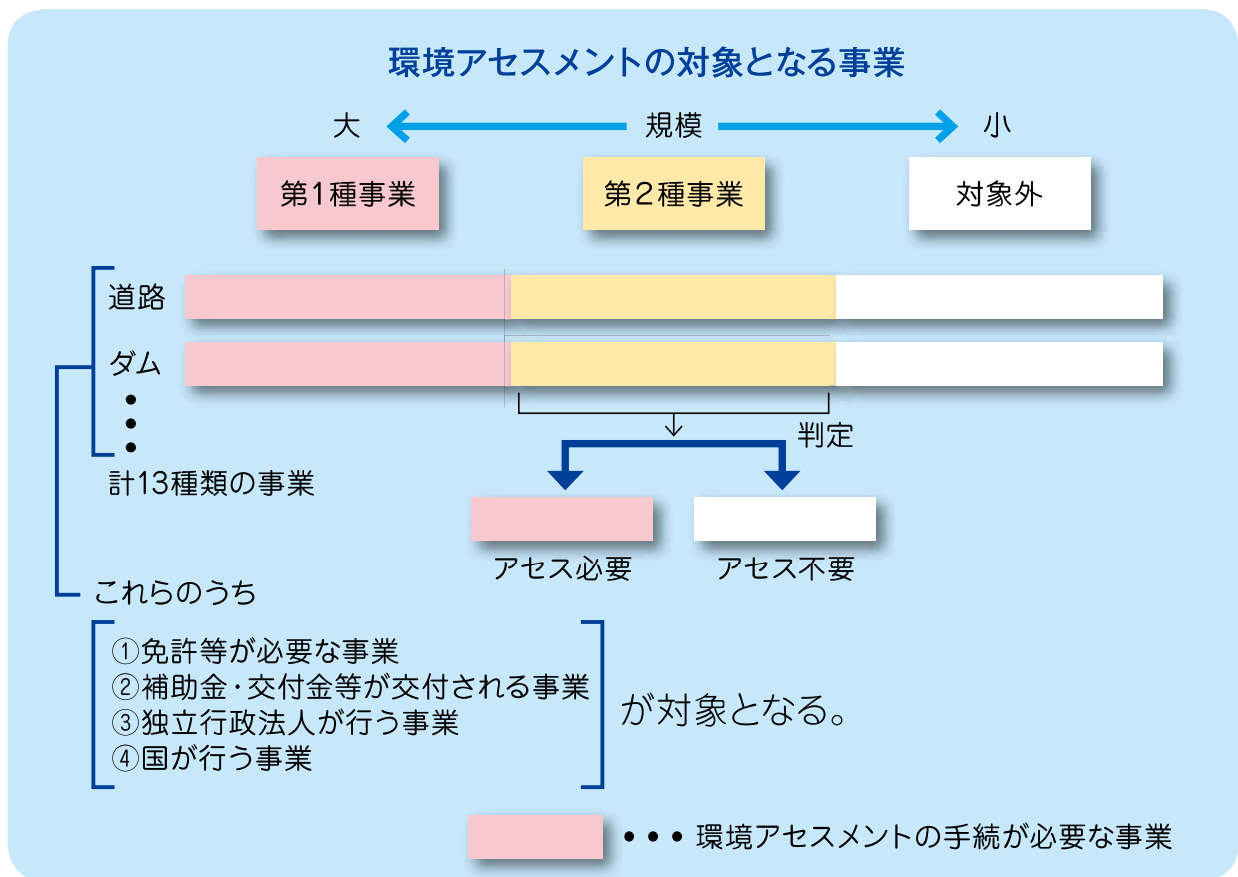 環境アセスメントの対象となる事業
大 規模 小
第1種事業 第2種事業 対象外
道路
ダム
・
・
・
判定
計13種類の事業
アセス必要 アセス不要
これらのうち
①免許等が必要な事業
②補助金・交付金等が交付される事業
③独立行政法人が行う事業
④国が行う事業
が対象となる。
・・・環境アセスメントの手続が必要な事業